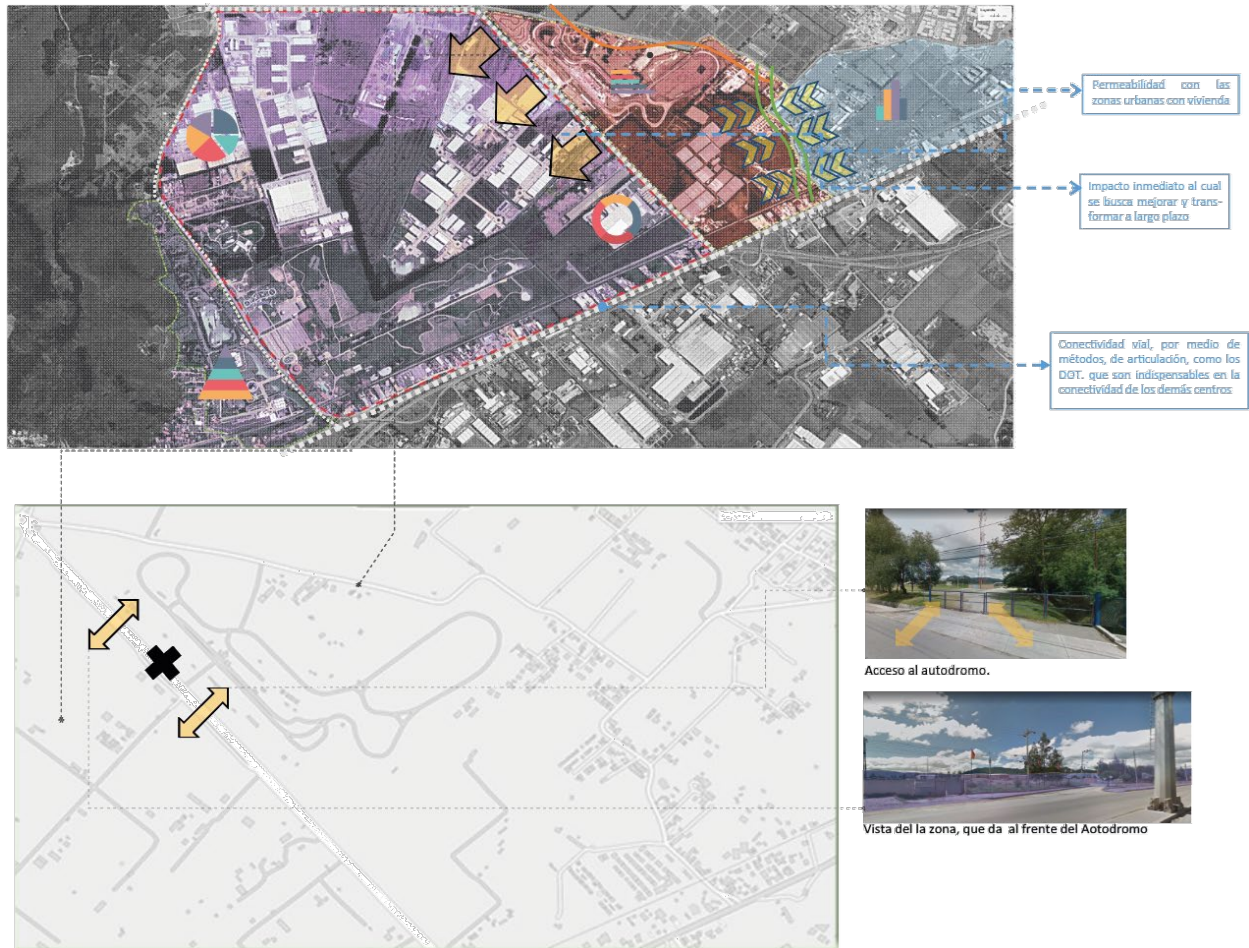 Permeabilidad con las
zonas urbanas con vivienda
Impacto inmediato al cual
se busca mejorar y trans-
formar a largo plazo
Conectividad vial, por medio de
métodos, de articulación, como los
DOT. que son indispensables en la
conectividad de los demás centros
Acceso al autodromo.
Vista del la zona, que da al frente del Aotodromo